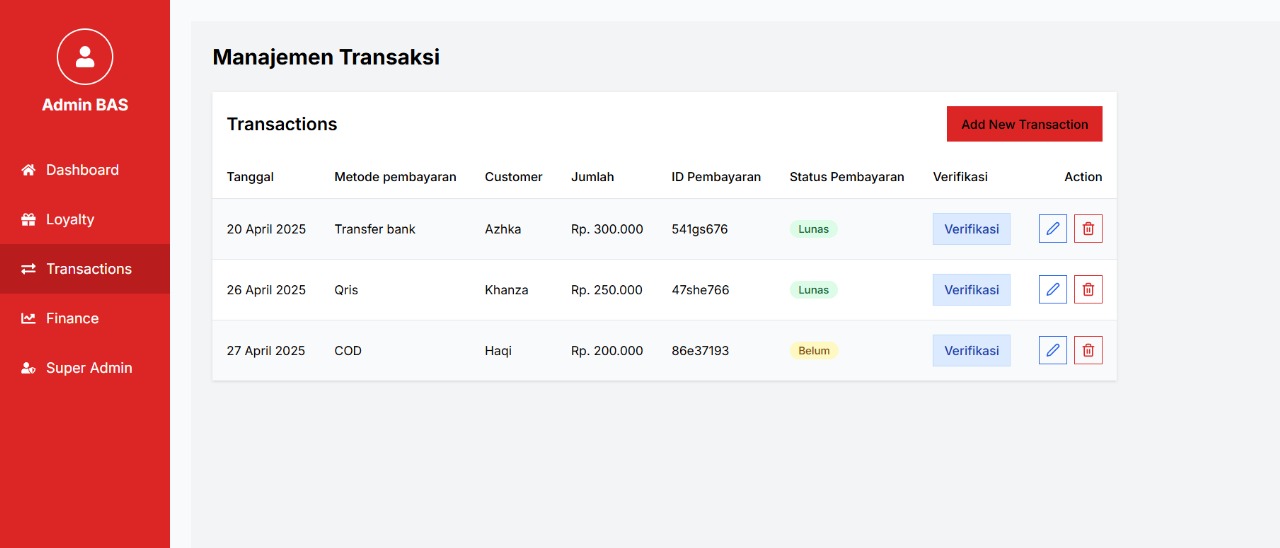 Admin BAS
Dashboard
Loyalty
Transactions
Finance
Super Admin
Manajemen Transaksi
Transactions
Add New Transaction
Tanggal Metode pembayaran Customer Jumlah ID Pembayaran Status Pembayaran Verifikasi Action
20 April 2025 Transfer bank Azhka Rp. 300.000 541gs676 Lunas Verifikasi
26 April 2025 Qris Khanza Rp. 250.000 47she766 Lunas Verifikasi
27 April 2025 COD Haqi Rp. 200.000 86e37193 Belum Verifikasi